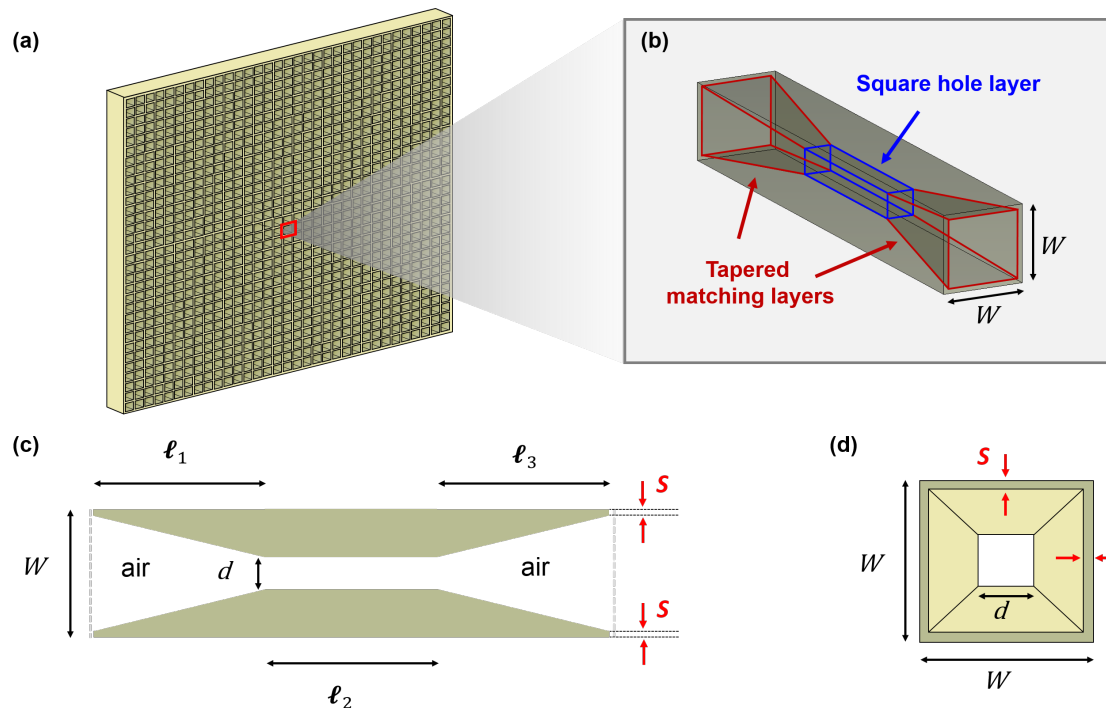 (a)
(b)
Square hole layer
Tapered
matching layers
W
W
(c)
ℓ1
ℓ3
S
W
air
d
air
S
ℓ2
(d)
S
W
d
W